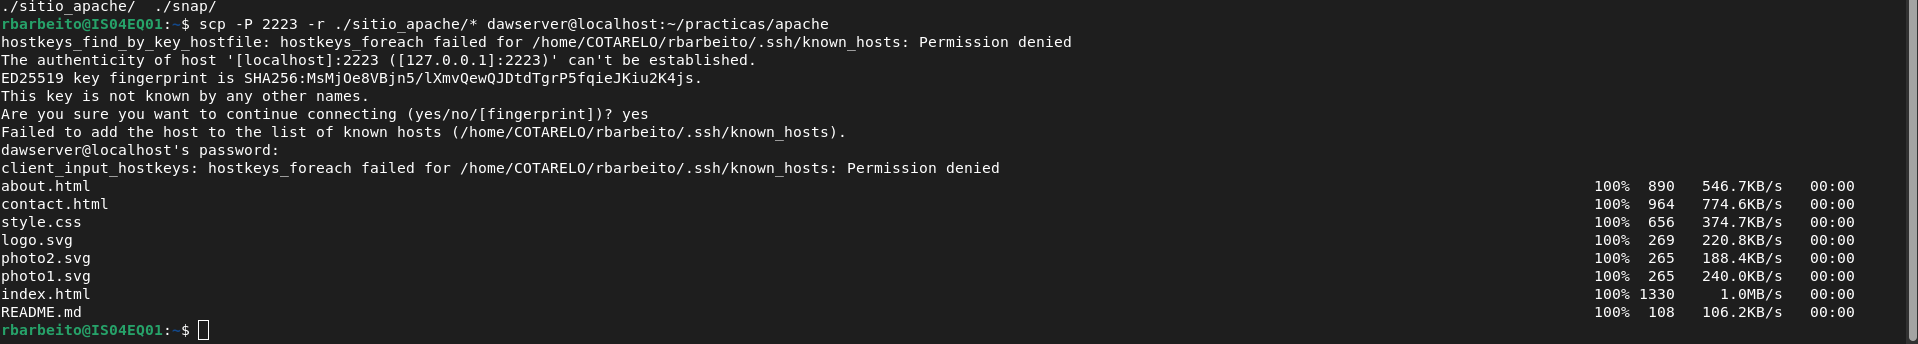 ./sitio_apache/  ./snap/
rbarbeito@IS04EQ01:~$ scp -P 2223 -r ./sitio_apache/* dawserver@localhost:~/practicas/apache
hostkeys_find_by_key_hostfile: hostkeys_foreach failed for /home/COTARELO/rbarbeito/.ssh/known_hosts: Permission denied
The authenticity of host '[localhost]:2223 ([127.0.0.1]:2223)' can't be established.
ED25519 key fingerprint is SHA256:MsMjOe8VBjn5/lXmvQewQJDtdTgrP5fqieJKiu2K4js.
This key is not known by any other names.
Are you sure you want to continue connecting (yes/no/[fingerprint])? yes
Failed to add the host to the list of known hosts (/home/COTARELO/rbarbeito/.ssh/known_hosts).
dawserver@localhost's password:
client_input_hostkeys: hostkeys_foreach failed for /home/COTARELO/rbarbeito/.ssh/known_hosts: Permission denied
about.html 100% 890 546.7KB/s 00:00
contact.html 100% 964 774.6KB/s 00:00
style.css 100% 656 374.7KB/s 00:00
logo.svg 100% 269 220.8KB/s 00:00
photo2.svg 100% 265 188.4KB/s 00:00
photo1.svg 100% 265 240.0KB/s 00:00
index.html 100% 1330 1.0MB/s 00:00
README.md 100% 108 106.2KB/s 00:00
rbarbeito@IS04EQ01:~$